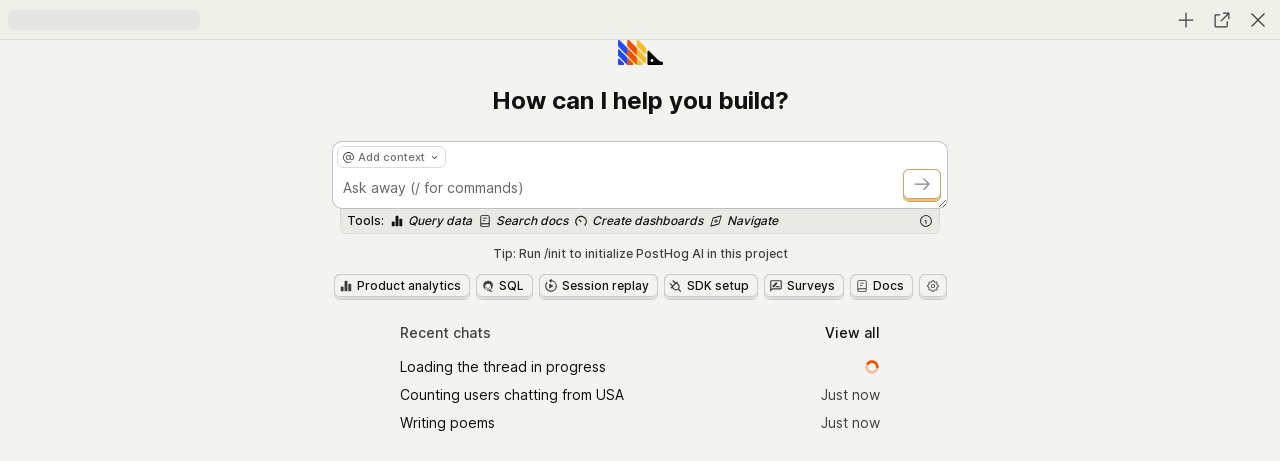 How can I help you build?
@ Add context
Ask away (/ for commands)
Tools: Query data Search docs Create dashboards Navigate
Tip: Run /init to initialize PostHog AI in this project
Product analytics SQL Session replay SDK setup Surveys Docs
Recent chats View all
Loading the thread in progress
Counting users chatting from USA Just now
Writing poems Just now